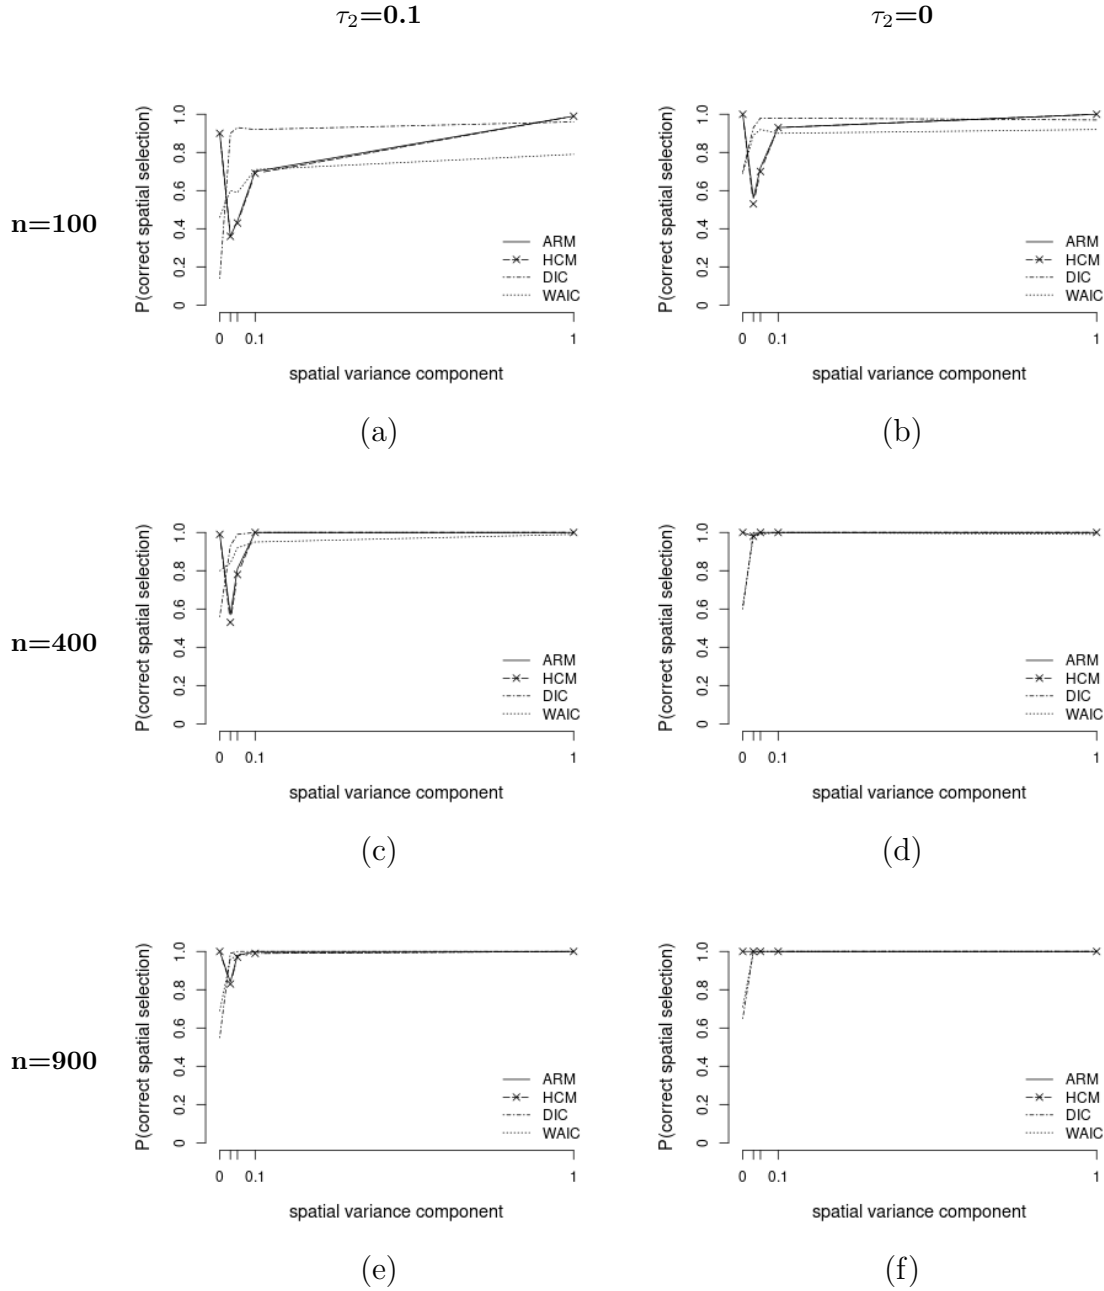 τ₂=0.1
τ₂=0
n=100
P(correct spatial selection)
0 0.2 0.4 0.6 0.8 1.0
ARM
HCM
DIC
WAIC
0 0.1 1
spatial variance component
(a)
P(correct spatial selection)
0 0.2 0.4 0.6 0.8 1.0
ARM
HCM
DIC
WAIC
0 0.1 1
spatial variance component
(b)
n=400
P(correct spatial selection)
0 0.2 0.4 0.6 0.8 1.0
ARM
HCM
DIC
WAIC
0 0.1 1
spatial variance component
(c)
P(correct spatial selection)
0 0.2 0.4 0.6 0.8 1.0
ARM
HCM
DIC
WAIC
0 0.1 1
spatial variance component
(d)
n=900
P(correct spatial selection)
0 0.2 0.4 0.6 0.8 1.0
ARM
HCM
DIC
WAIC
0 0.1 1
spatial variance component
(e)
P(correct spatial selection)
0 0.2 0.4 0.6 0.8 1.0
ARM
HCM
DIC
WAIC
0 0.1 1
spatial variance component
(f)